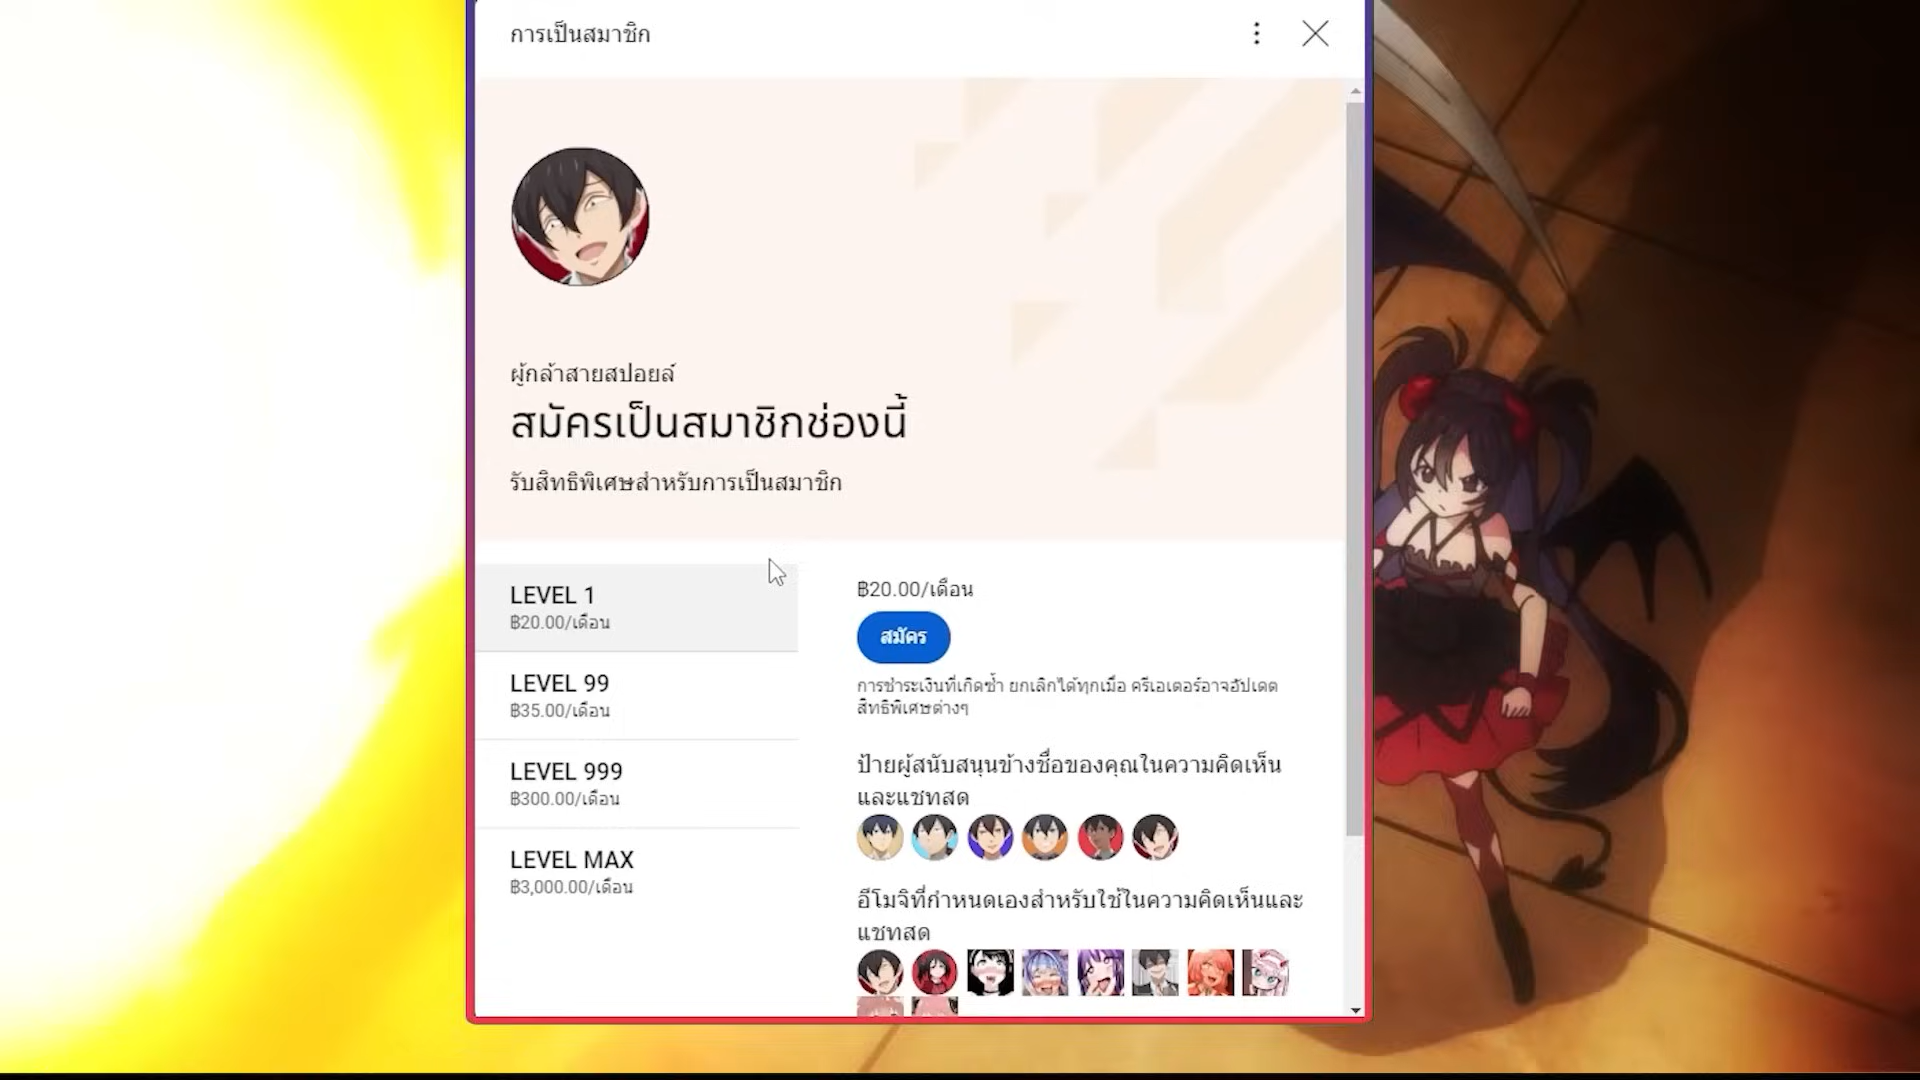 การเป็นสมาชิก
ผู้กล้าสายสปอยล์
สมัครเป็นสมาชิกช่องนี้
รับสิทธิพิเศษสำหรับการเป็นสมาชิก
LEVEL 1
฿20.00/เดือน
LEVEL 99
฿35.00/เดือน
LEVEL 999
฿300.00/เดือน
LEVEL MAX
฿3,000.00/เดือน
฿20.00/เดือน
สมัคร
การชำระเงินที่เกิดซ้ำ ยกเลิกได้ทุกเมื่อ ครีเอเตอร์อาจอัปเดต
สิทธิพิเศษต่างๆ
ป้ายผู้สนับสนุนข้างชื่อของคุณในความคิดเห็น
และแชทสด
อีโมจิที่กำหนดเองสำหรับใช้ในความคิดเห็นและ
แชทสด